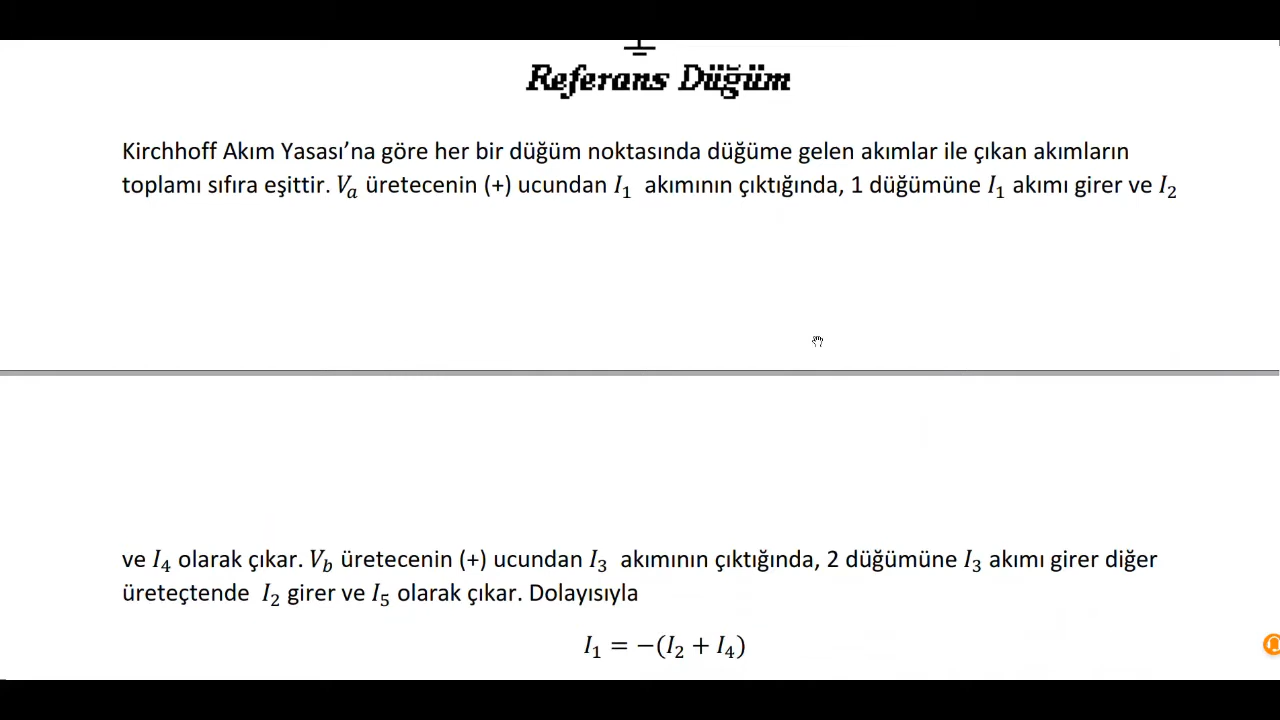 Referans Düğüm
Kirchhoff Akım Yasası’na göre her bir düğüm noktasında düğüme gelen akımlar ile çıkan akımların
toplamı sıfıra eşittir. Vₐ üretecenin (+) ucundan I₁ akımının çıktığında, 1 düğümüne I₁ akımı girer ve I₂
ve I₄ olarak çıkar. V_b üretecenin (+) ucundan I₃ akımının çıktığında, 2 düğümüne I₃ akımı girer diğer
üreteçtende I₂ girer ve I₅ olarak çıkar. Dolayısıyla
I₁ = −(I₂ + I₄)